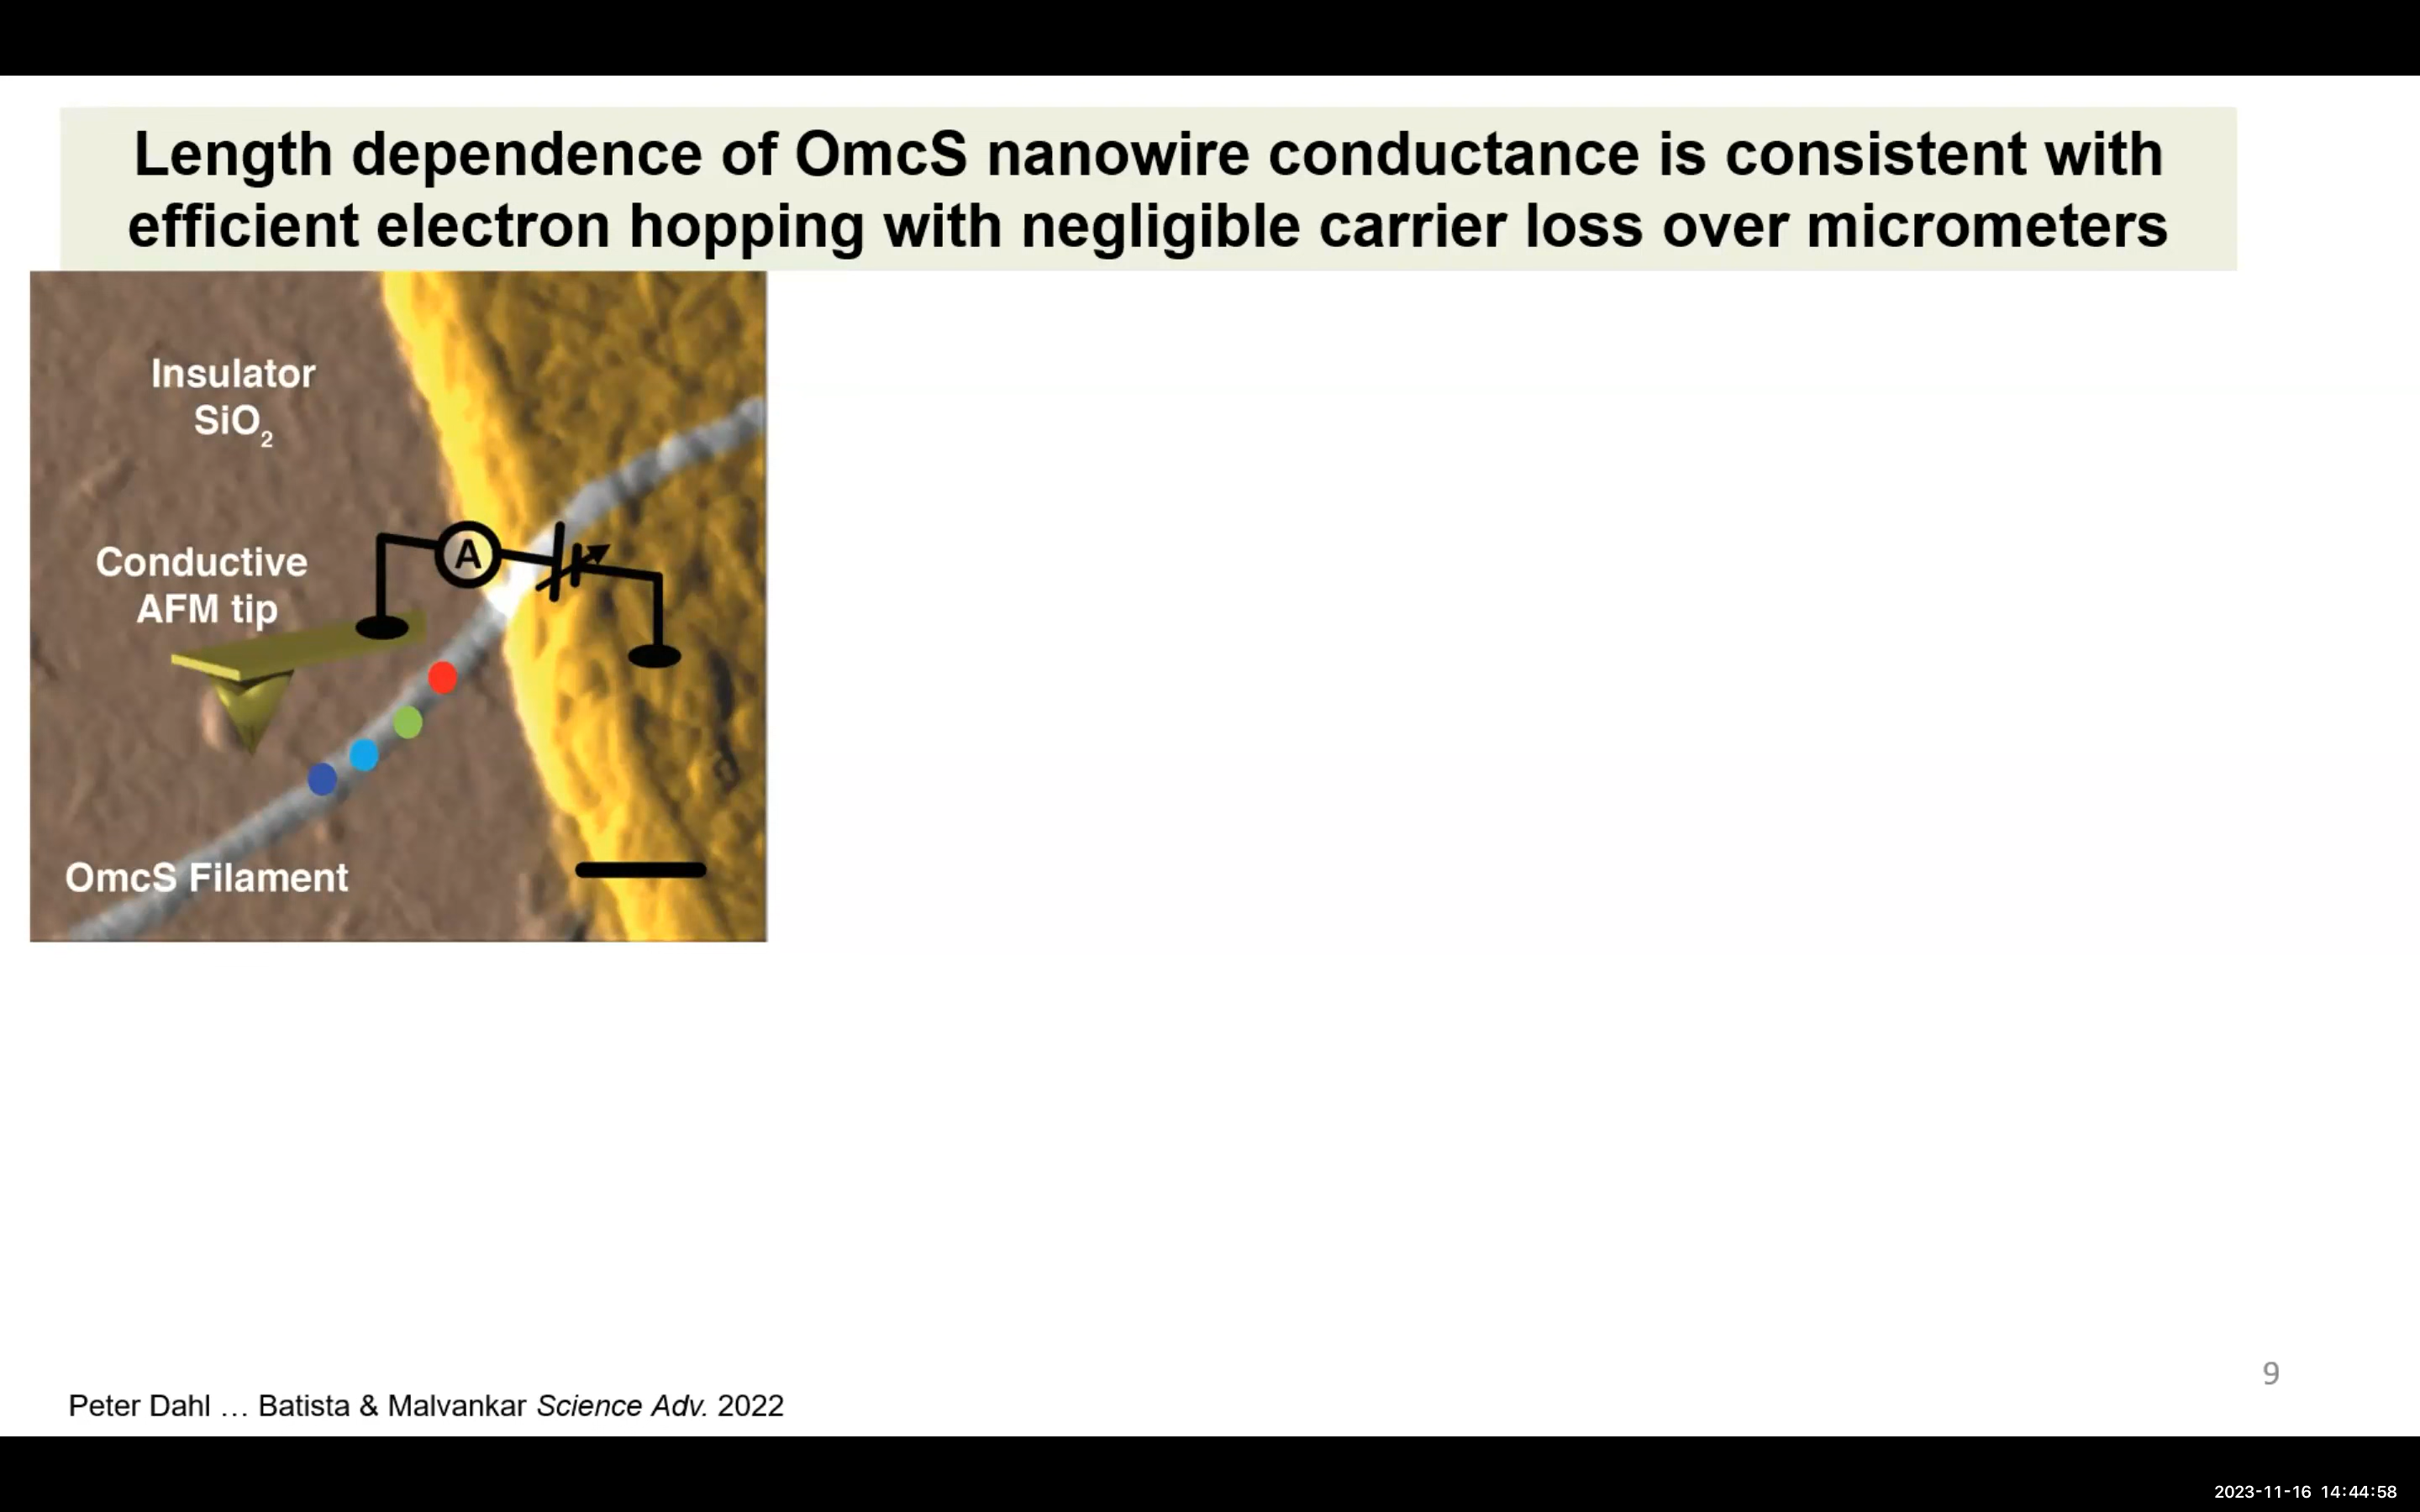 Length dependence of OmcS nanowire conductance is consistent with
efficient electron hopping with negligible carrier loss over micrometers
Insulator
SiO₂
A
Conductive
AFM tip
OmcS Filament
9
Peter Dahl … Batista & Malvankar Science Adv. 2022
2023-11-16 14:44:58